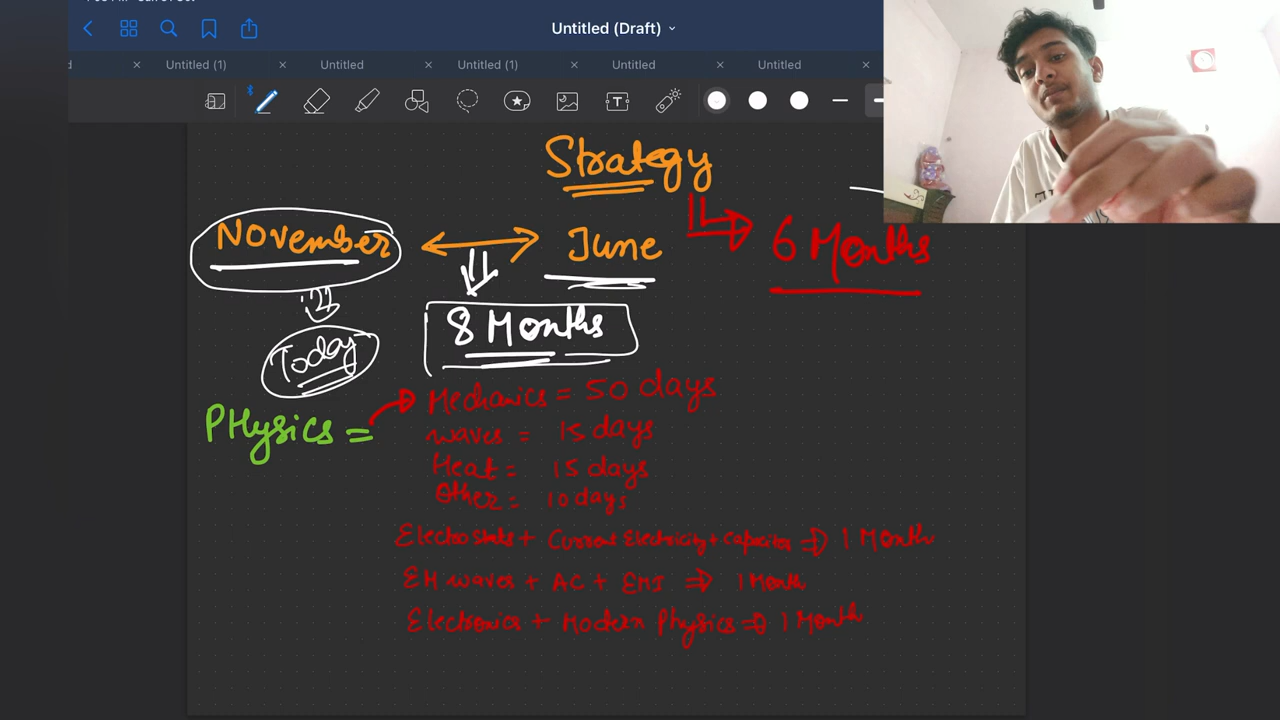 Untitled (Draft)
Untitled (1) Untitled Untitled (1) Untitled Untitled
Strategy
November June 6 Months
8 Months
Today
PHysics = Mechanics = 50 days
waves = 15 days
Heat = 15 days
Other = 10 days
Current Electricity + Capacitor ⇒ 1 Month
EM waves + AC + EMI ⇒ 1 Month
Electronics + Modern Physics ⇒ 1 Month